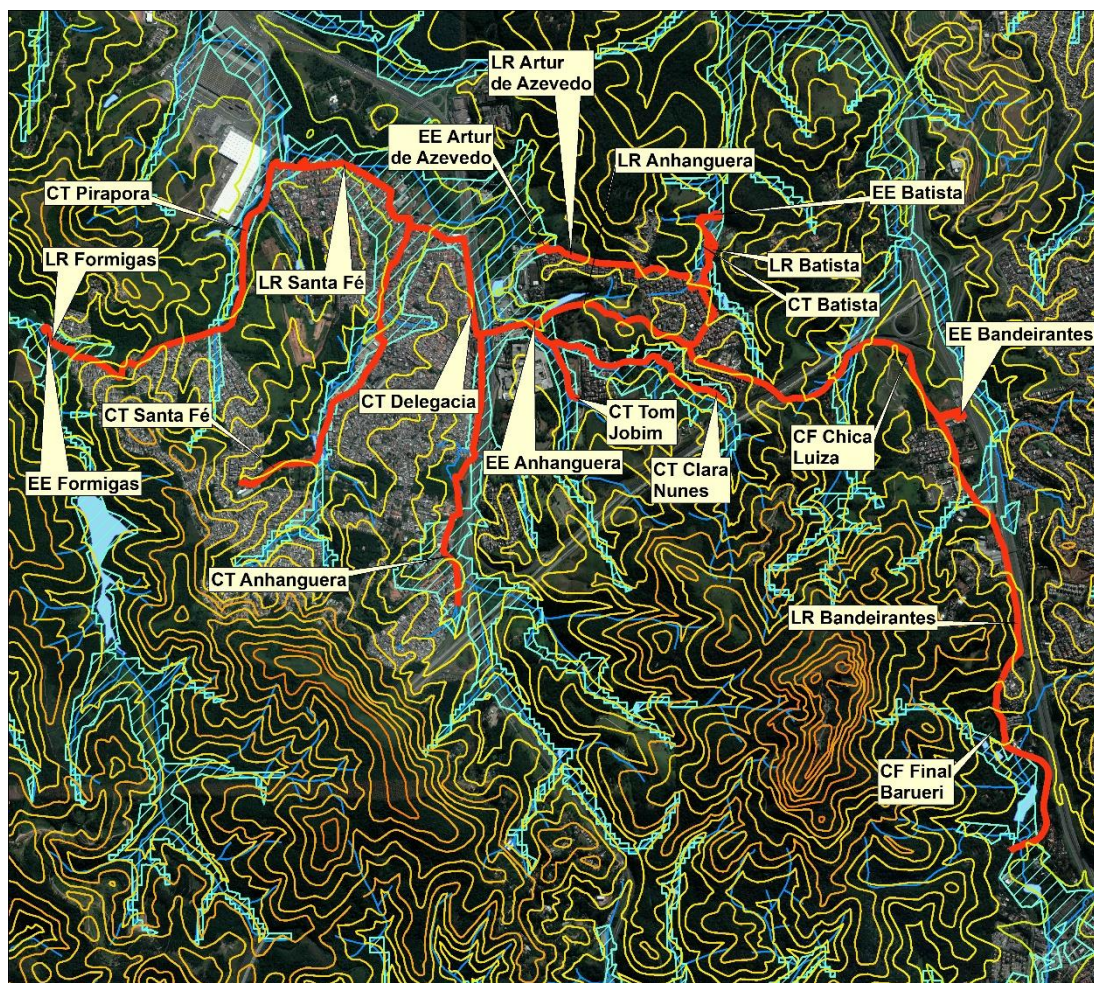 LR Artur
de Azevedo
EE Artur
de Azevedo
LR Anhanguera
CT Pirapora
EE Batista
LR Formigas
LR Santa Fé
LR Batista
CT Batista
EE Bandeirantes
CT Delegacia
CT Santa Fé
CT Tom
Jobim
CF Chica
Luiza
EE Formigas
EE Anhanguera
CT Clara
Nunes
CT Anhanguera
LR Bandeirantes
CF Final
Barueri